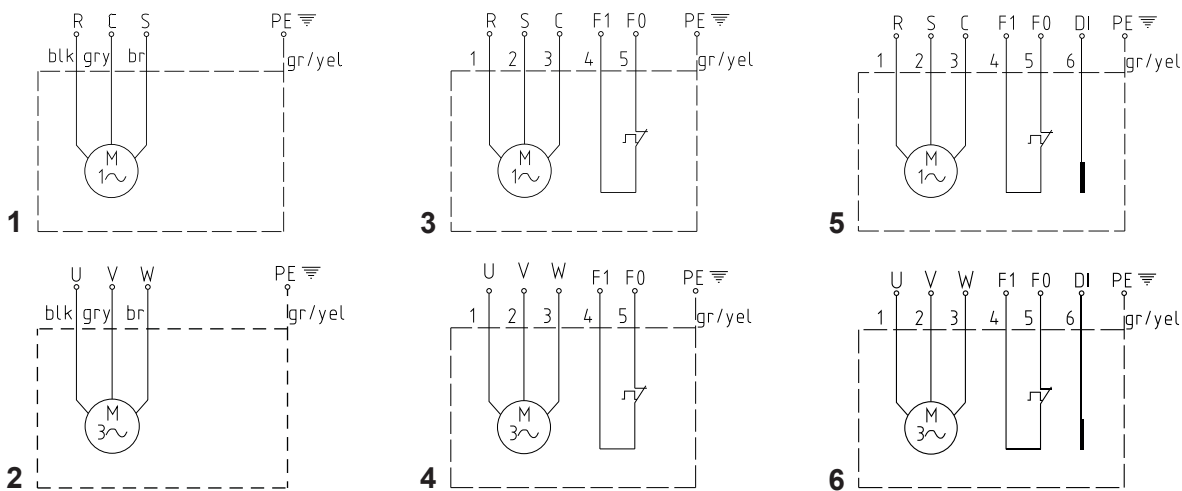 R C S PE
blk gry br gr/yel
M
1~
1
R S C F1 F0 PE
1 2 3 4 5 gr/yel
M
1~
3
R S C F1 F0 DI PE
1 2 3 4 5 6 gr/yel
M
1~
5
U V W PE
blk gry br gr/yel
M
3~
2
U V W F1 F0 PE
1 2 3 4 5 gr/yel
M
3~
4
U V W F1 F0 DI PE
1 2 3 4 5 6 gr/yel
M
3~
6